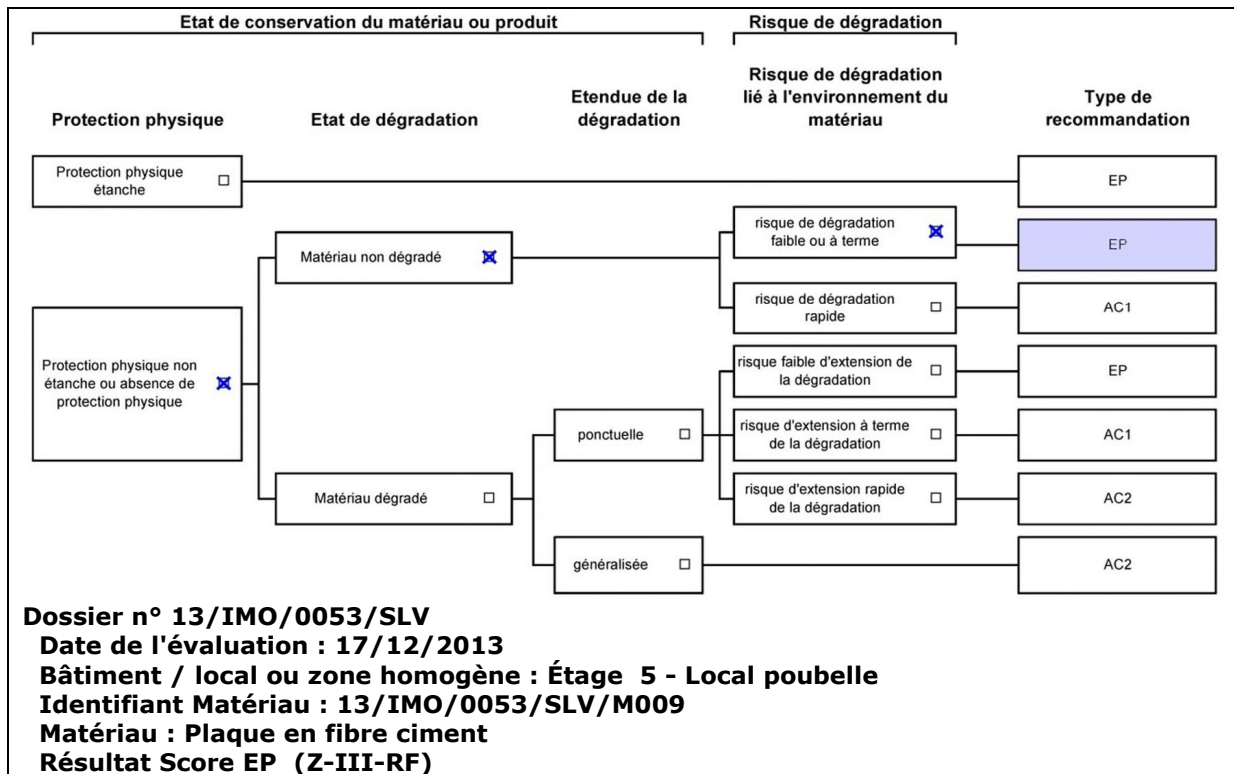 Etat de conservation du matériau ou produit
Risque de dégradation
Protection physique
Etat de dégradation
Etendue de la
dégradation
Risque de dégradation
lié à l'environnement du
matériau
Type de
recommandation
Protection physique
étanche
EP
Matériau non dégradé
risque de dégradation
faible ou à terme
EP
risque de dégradation
rapide
AC1
Protection physique non
étanche ou absence de
protection physique
risque faible d'extension de
la dégradation
EP
ponctuelle
risque d'extension à terme
de la dégradation
AC1
Matériau dégradé
risque d'extension rapide
de la dégradation
AC2
généralisée
AC2
Dossier n° 13/IMO/0053/SLV
Date de l'évaluation : 17/12/2013
Bâtiment / local ou zone homogène : Étage 5 - Local poubelle
Identifiant Matériau : 13/IMO/0053/SLV/M009
Matériau : Plaque en fibre ciment
Résultat Score EP (Z-III-RF)